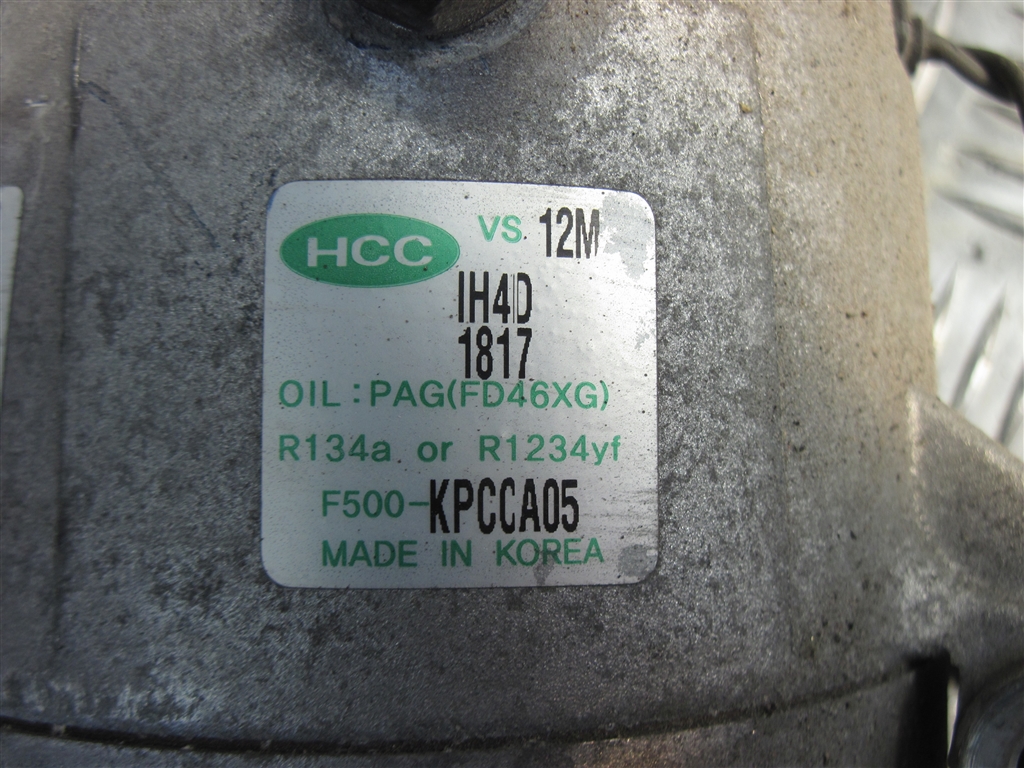 HCC VS 12M
IH4D
1817
OIL : PAG(FD46XG)
R134a or R1234yf
F500-KPCCA05
MADE IN KOREA